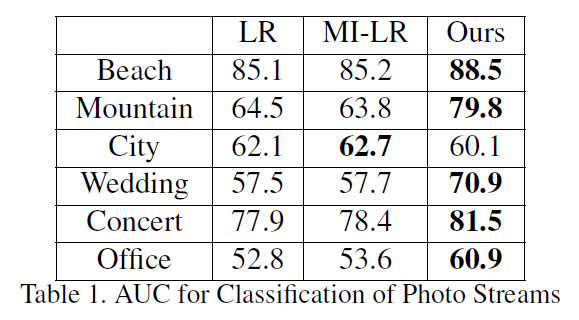 LR MI-LR Ours
Beach 85.1 85.2 88.5
Mountain 64.5 63.8 79.8
City 62.1 62.7 60.1
Wedding 57.5 57.7 70.9
Concert 77.9 78.4 81.5
Office 52.8 53.6 60.9
Table 1. AUC for Classification of Photo Streams